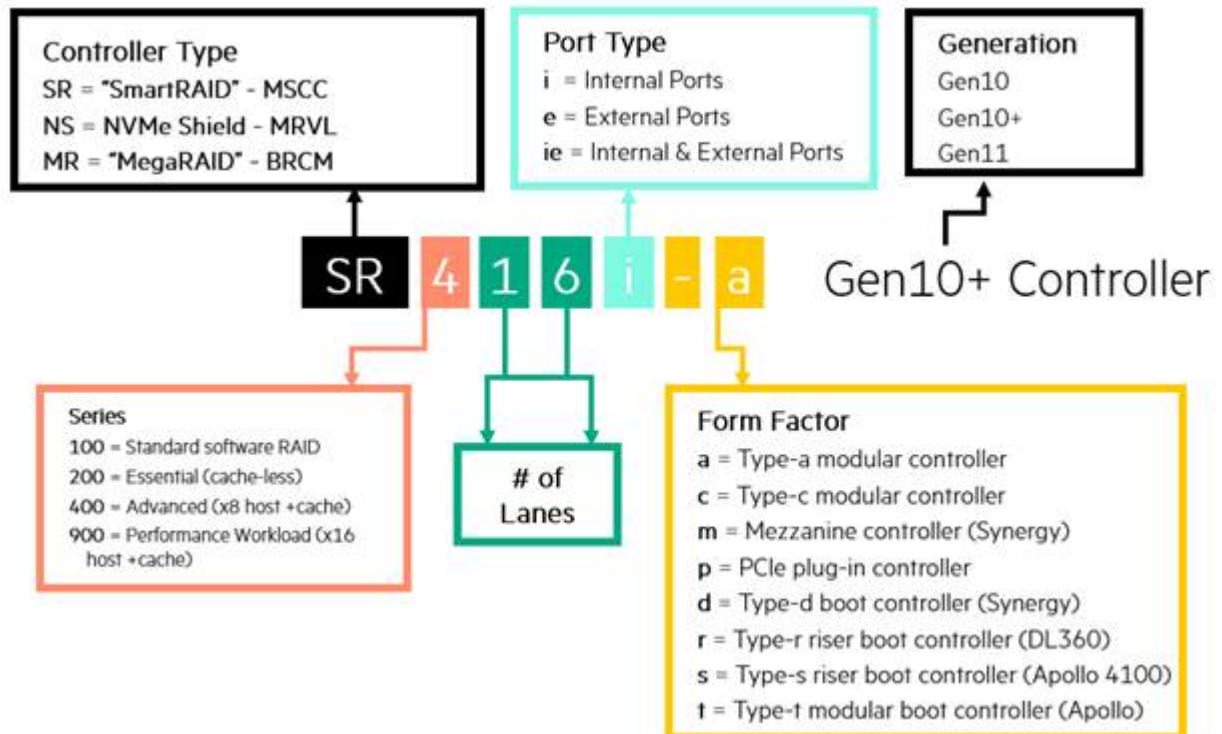 Controller Type
SR = "SmartRAID" - MSCC
NS = NVMe Shield - MRVL
MR = "MegaRAID" - BRCM
Port Type
i = Internal Ports
e = External Ports
ie = Internal & External Ports
Generation
Gen10
Gen10+
Gen11
SR 4 1 6 i - a
Gen10+ Controller
Series
100 = Standard software RAID
200 = Essential (cache-less)
400 = Advanced (x8 host +cache)
900 = Performance Workload (x16
host +cache)
# of
Lanes
Form Factor
a = Type-a modular controller
c = Type-c modular controller
m = Mezzanine controller (Synergy)
p = PCIe plug-in controller
d = Type-d boot controller (Synergy)
r = Type-r riser boot controller (DL360)
s = Type-s riser boot controller (Apollo 4100)
t = Type-t modular boot controller (Apollo)